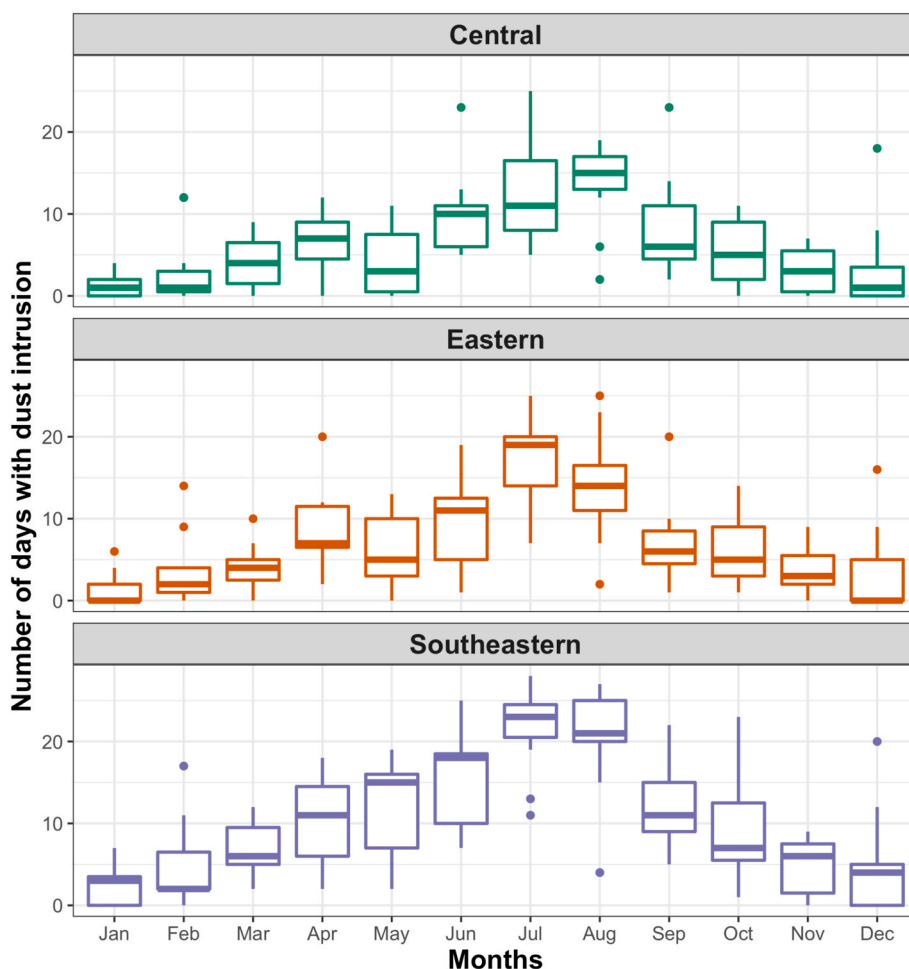 Central
20
10
0
Eastern
20
10
0
Southeastern
20
10
0
Number of days with dust intrusion
Jan Feb Mar Apr May Jun Jul Aug Sep Oct Nov Dec
Months